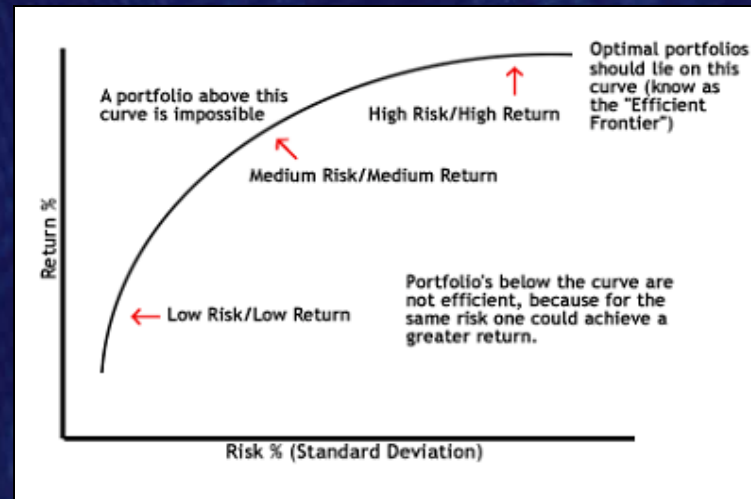 Optimal portfolios
should lie on this
curve (know as
the "Efficient
Frontier")
A portfolio above this
curve is impossible
High Risk/High Return
Medium Risk/Medium Return
Return %
Portfolio's below the curve are
not efficient, because for the
same risk one could achieve a
greater return.
Low Risk/Low Return
Risk % (Standard Deviation)